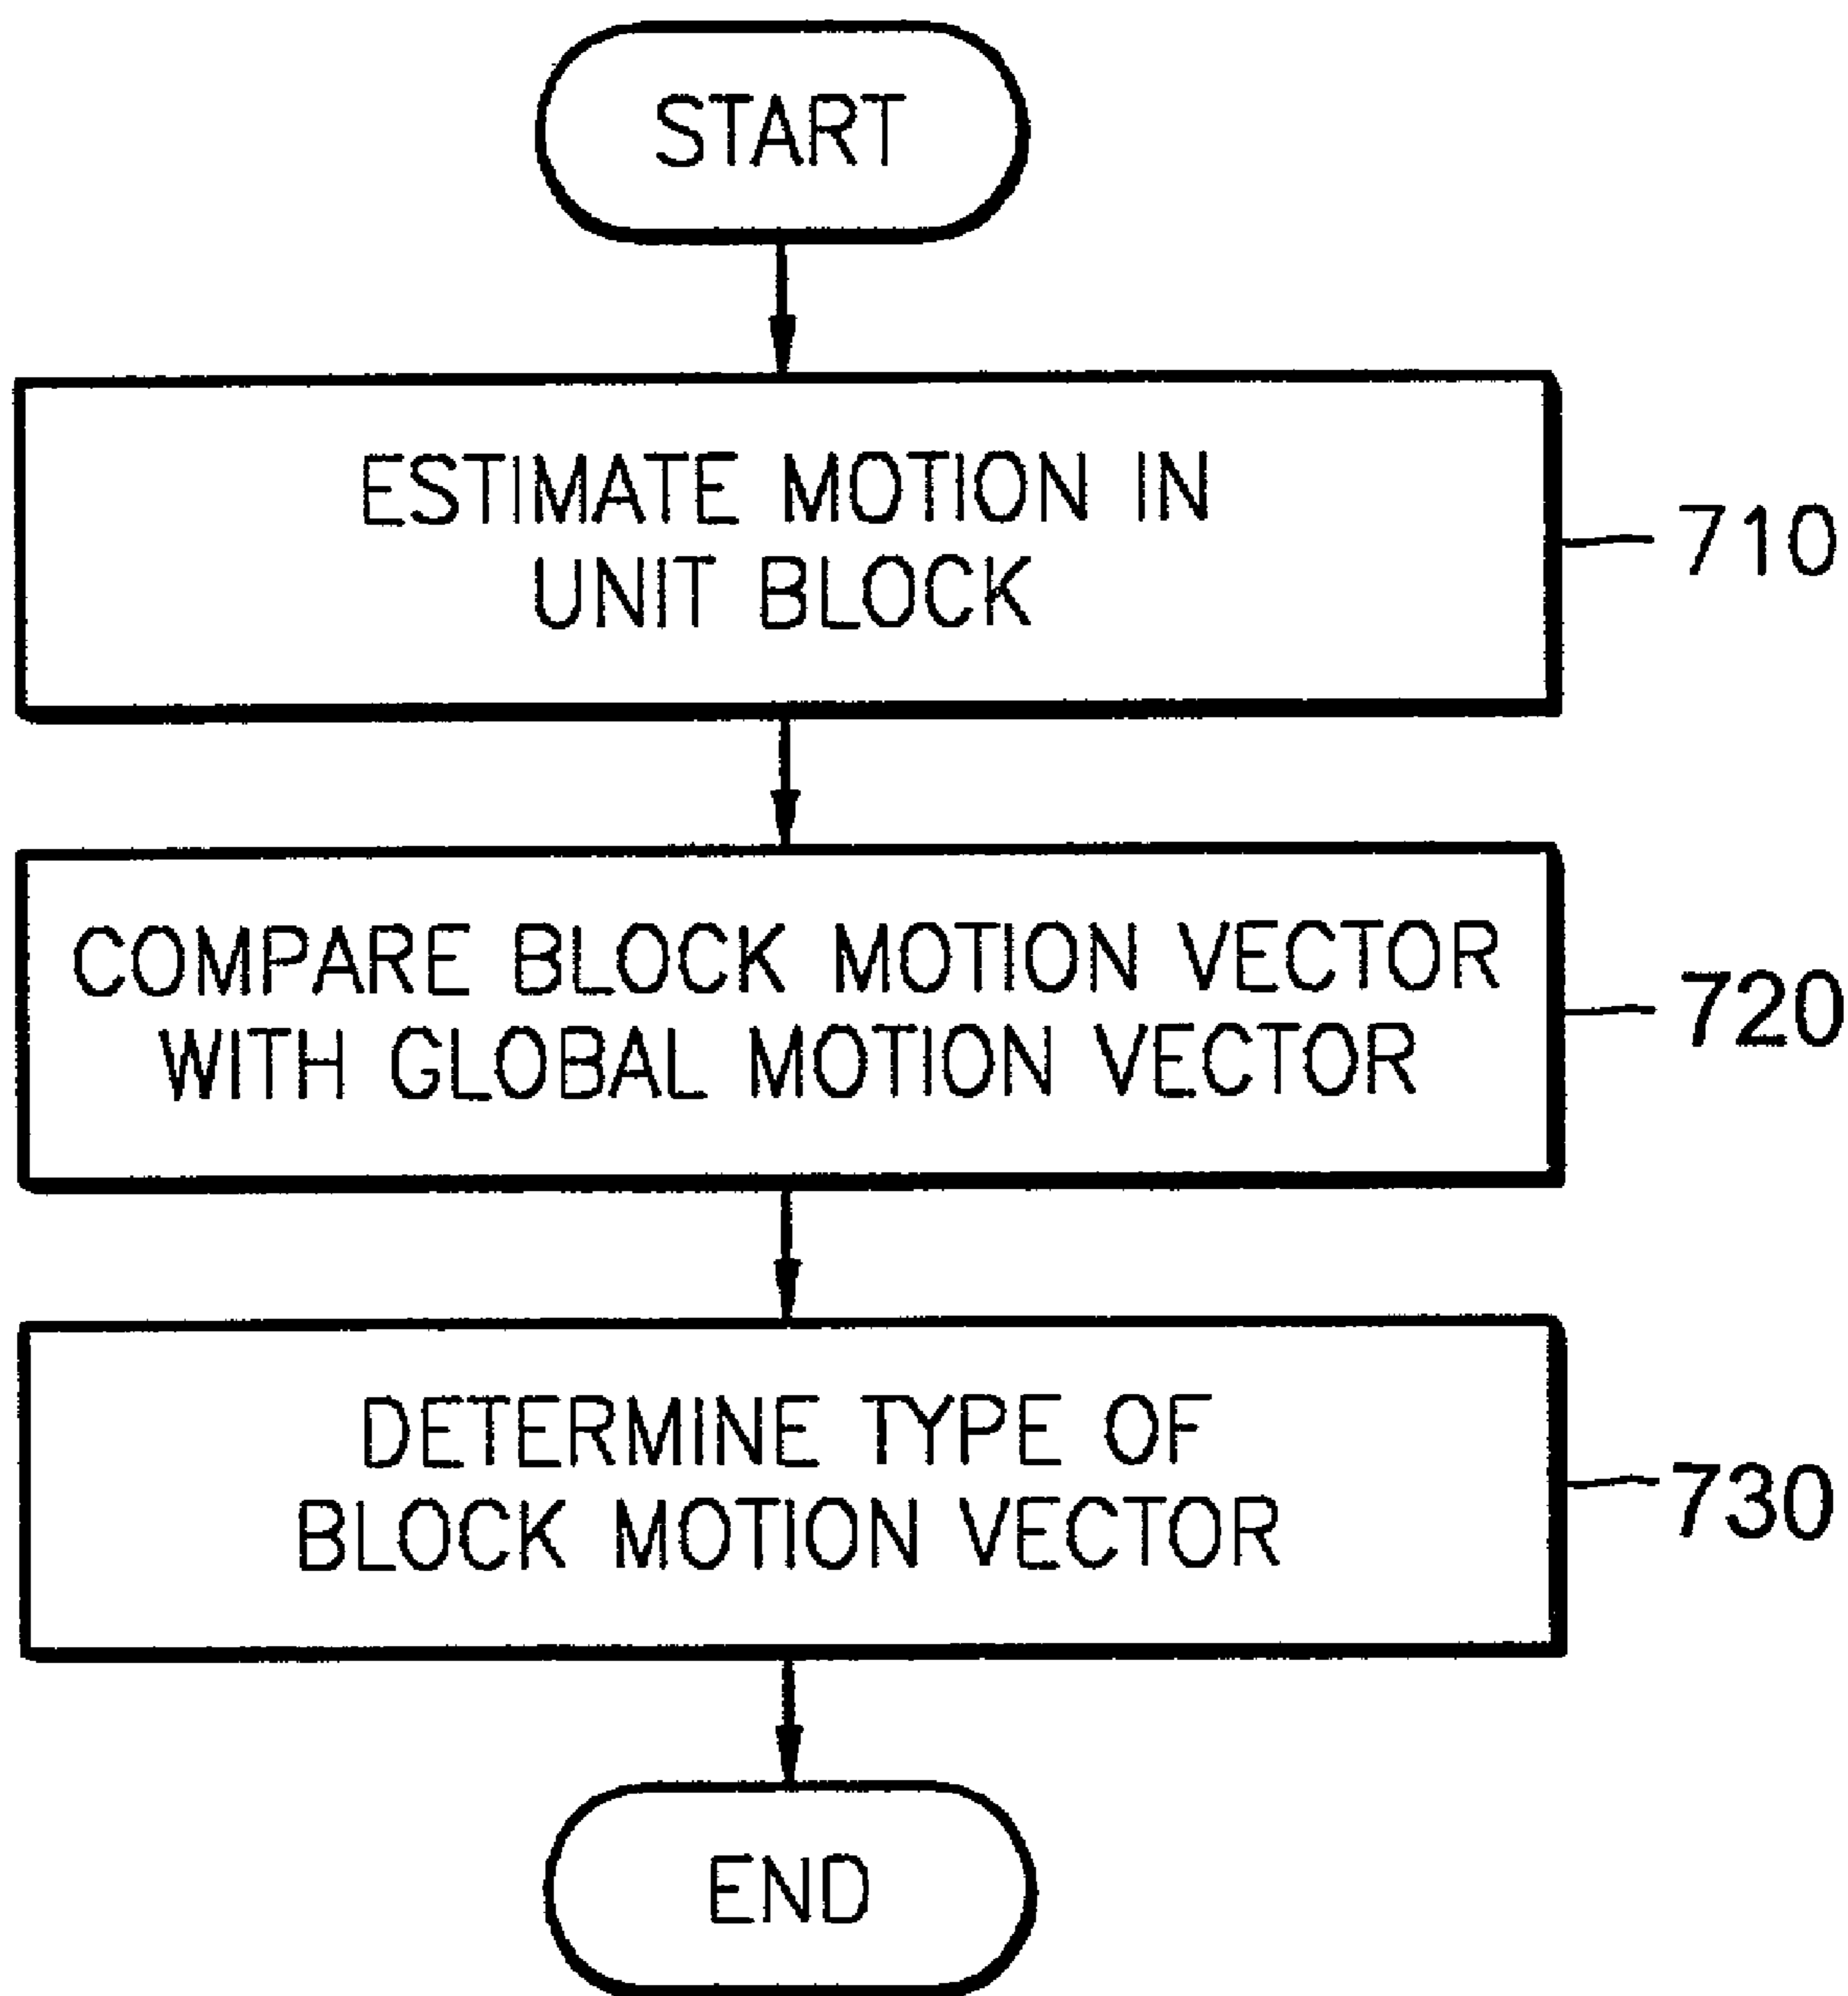 START
ESTIMATE MOTION IN
UNIT BLOCK
710
COMPARE BLOCK MOTION VECTOR
WITH GLOBAL MOTION VECTOR
720
DETERMINE TYPE OF
BLOCK MOTION VECTOR
730
END